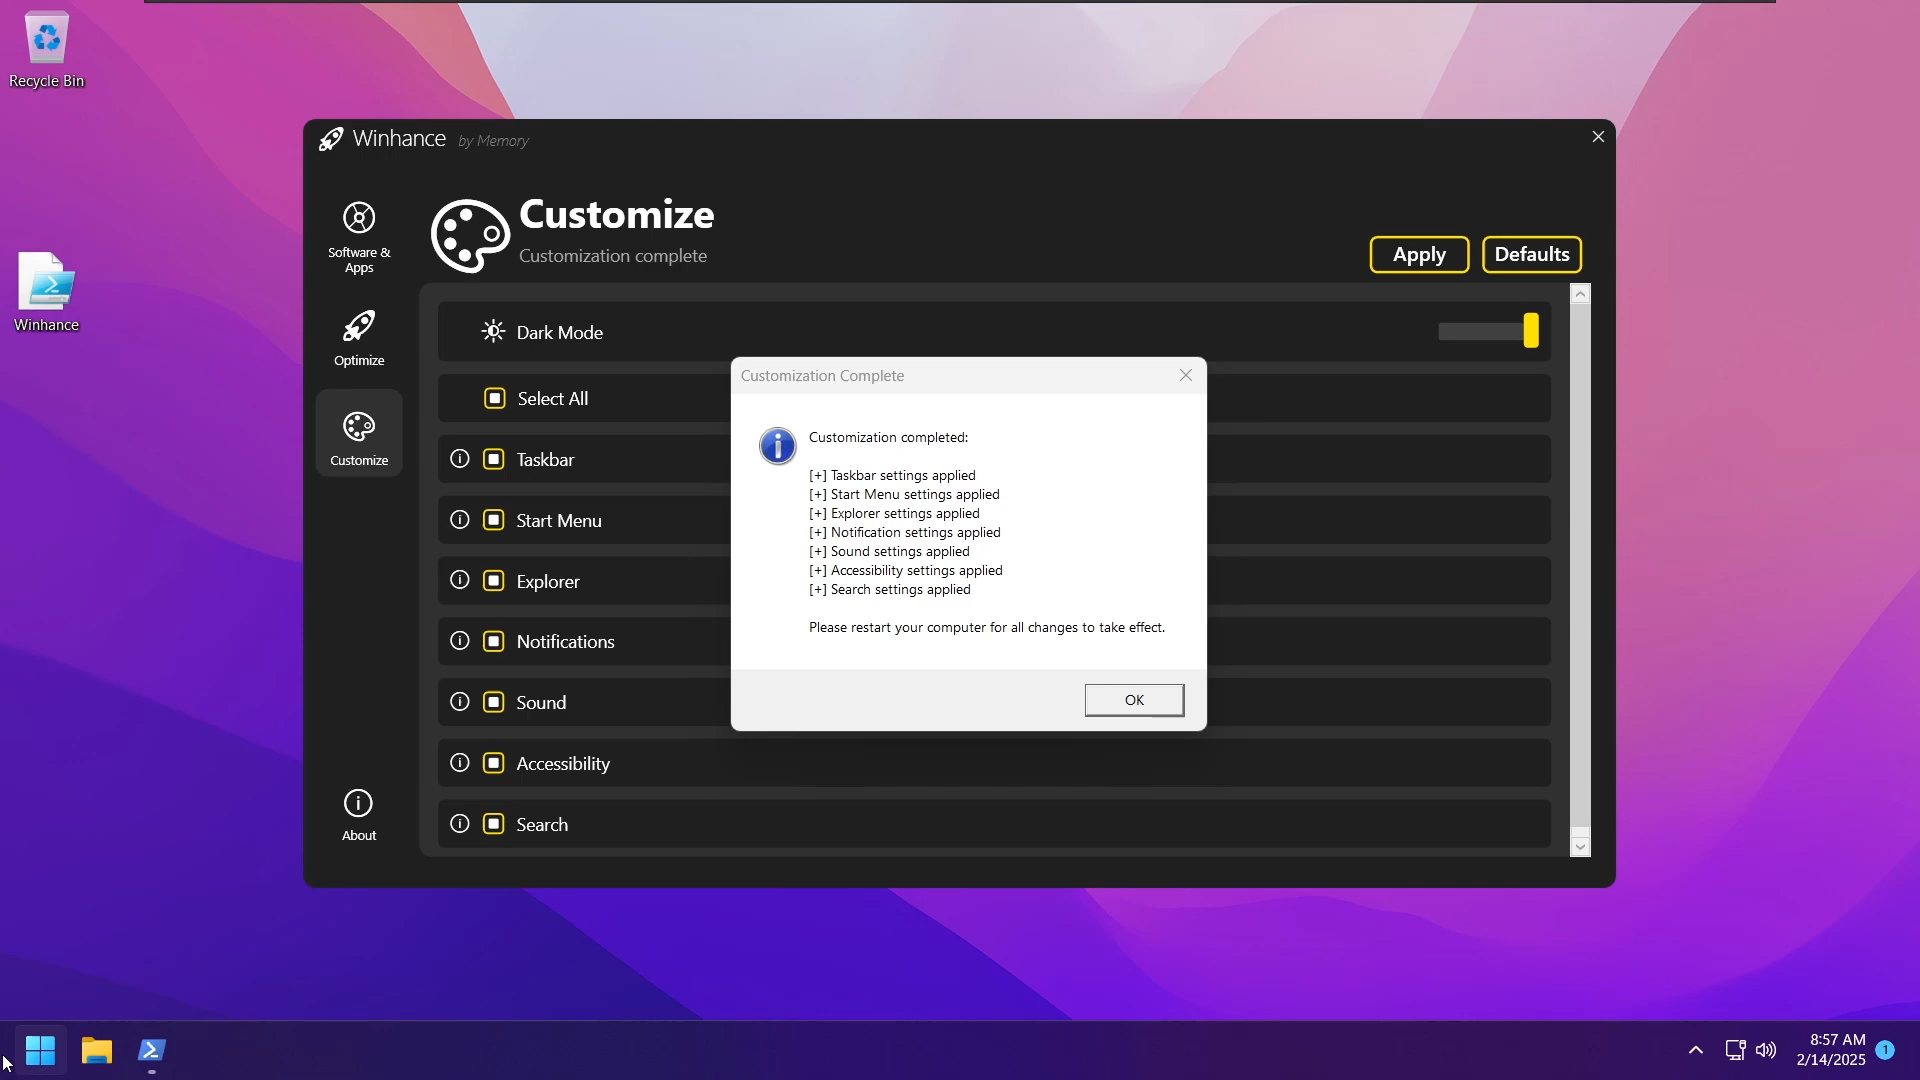 Recycle Bin
Winhance
Winhance by Memory
Software &
Apps
Optimize
Customize
About
Customize
Customization complete
Apply
Defaults
Dark Mode
Select All
Taskbar
Start Menu
Explorer
Notifications
Sound
Accessibility
Search
Customization Complete
Customization completed:
[+] Taskbar settings applied
[+] Start Menu settings applied
[+] Explorer settings applied
[+] Notification settings applied
[+] Sound settings applied
[+] Accessibility settings applied
[+] Search settings applied
Please restart your computer for all changes to take effect.
OK
8:57 AM
2/14/2025
1